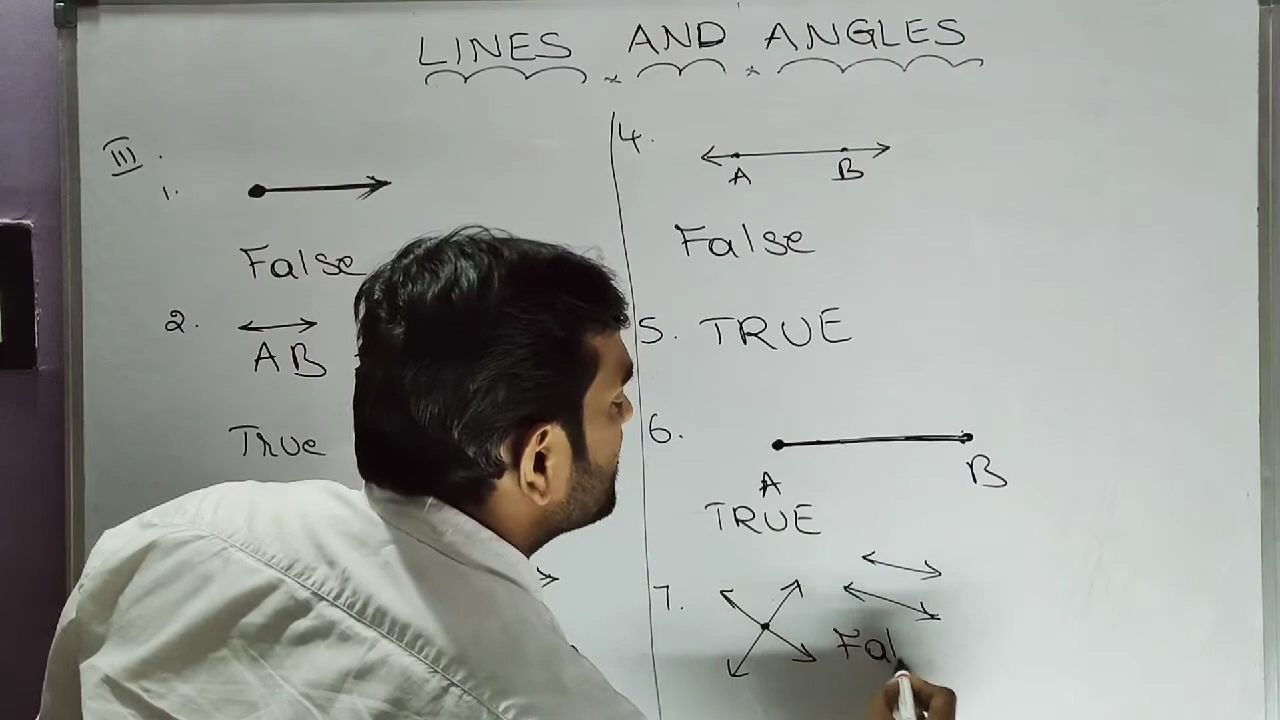 LINES AND ANGLES
III.
1.
False
2.
AB
True
4.
A B
False
5. TRUE
6.
A B
TRUE
7.
Fal